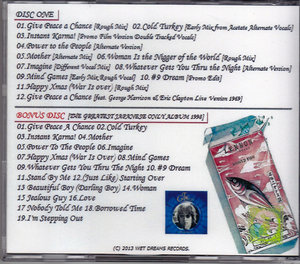 DISC ONE
01.Give Peace a Chance [Rough Mix] 02.Cold Turkey [Early Mix from Acetate Alternate Vocals]
03.Instant Karma! [Promo Film Version Double Tracked Vocals]
04.Power to the People [Alternate Version]
05.Mother [Alternate Mix] 06.Woman Is the Nigger of the World [Rough Mix]
07.Imagine [Different Vocal Mix] 08.Whatever Gets You Thru the Night [Alternate Version]
09.Mind Games [Early Mix,Rough Vocal] 10.#9 Dream [Promo Edit]
11.Happy Xmas (War Is Over) [Rough Mix]
12.Give Peace a Chance (feat. George Harrison & Eric Clapton Live Version 1969)
BONUS DISC [THE GREATEST JAPANESE ONLY ALBUM 1998]
01.Give Peace A Chance 02.Cold Turkey
03.Instant Karma! 04.Mother
05.Power To The People 06.Imagine
07.Happy Xmas (War Is Over) 08.Mind Games
09.Whatever Gets You Thru The Night 10.#9 Dream
11.Stand By Me 12.(Just Like) Starting Over
13 Beautiful Boy (Darling Boy) 14.Woman
15 Jealous Guy 16.Love
17 Nobody Told Me 18 Borrowed Time
19.I'm Stepping Out
LENNON
(C) 2013 WET DREAMS RECORDS.